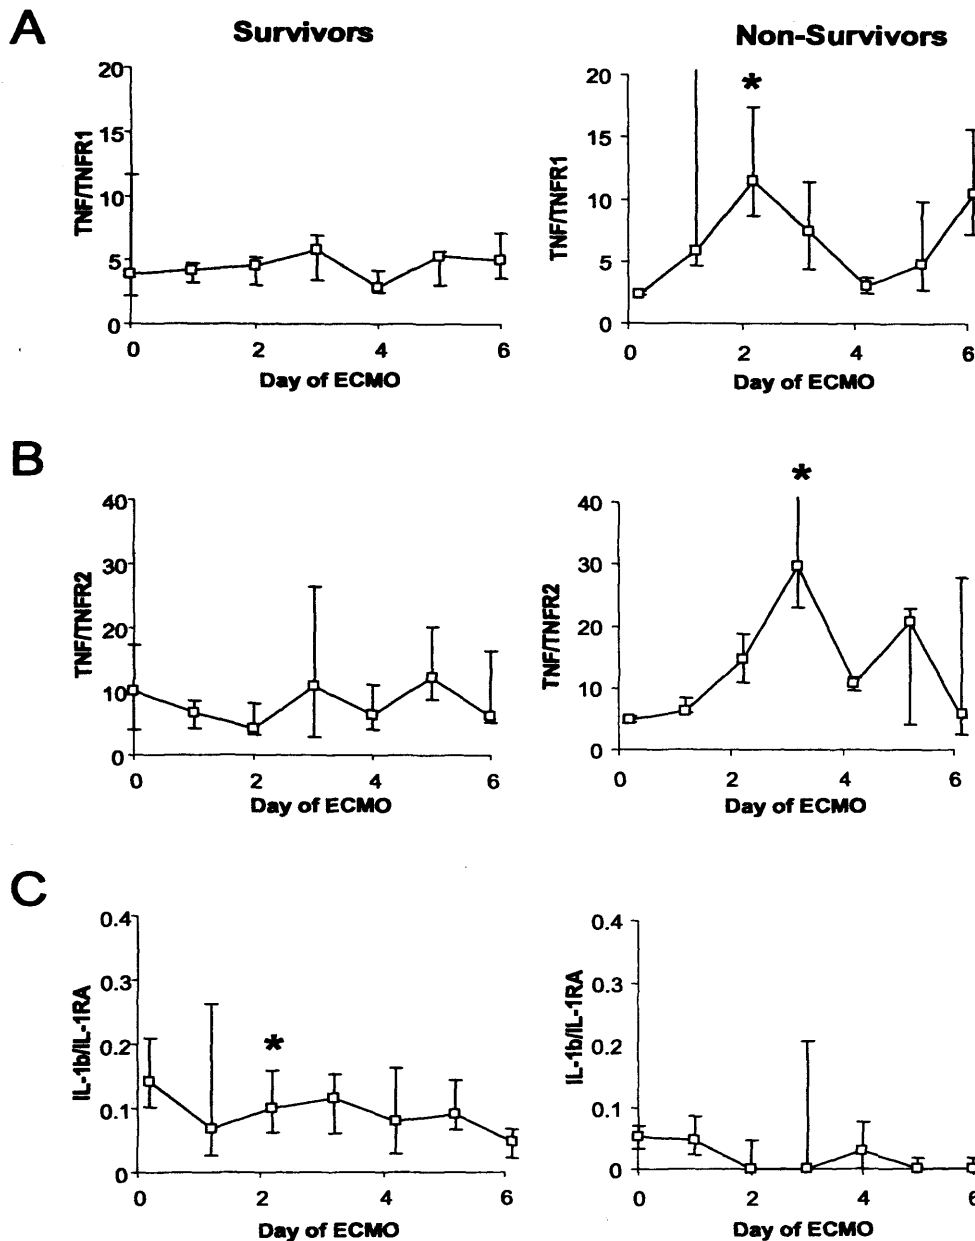 A
Survivors
Non-Survivors
20
15
10
5
0
TNF/TNFR1
0 2 4 6
Day of ECMO
*
20
15
10
5
0
TNF/TNFR1
0 2 4 6
Day of ECMO
B
40
30
20
10
0
TNF/TNFR2
0 2 4 6
Day of ECMO
*
40
30
20
10
0
TNF/TNFR2
0 2 4 6
Day of ECMO
C
0.4
0.3
0.2
0.1
0
IL-1b/IL-1RA
*
0 2 4 6
Day of ECMO
0.4
0.3
0.2
0.1
0
IL-1b/IL-1RA
0 2 4 6
Day of ECMO